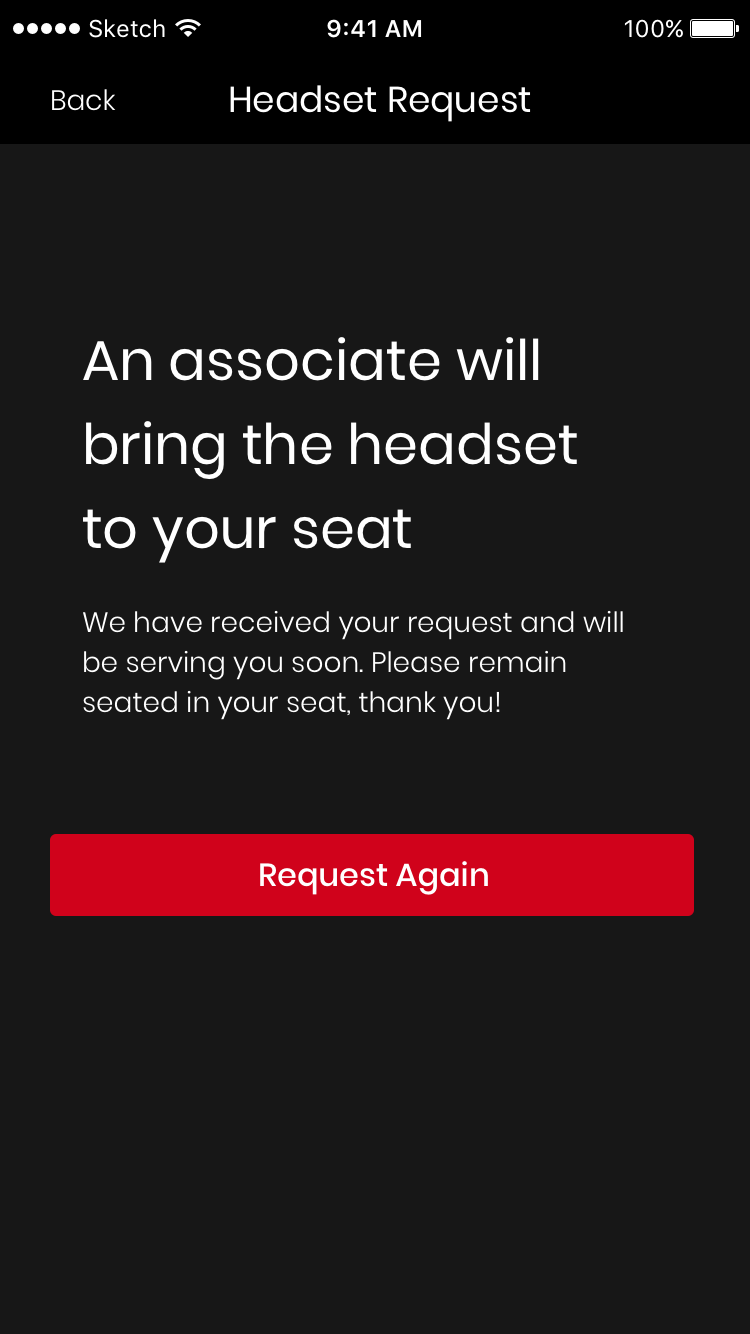 Sketch 9:41 AM 100%
Back Headset Request
An associate will
bring the headset
to your seat
We have received your request and will
be serving you soon. Please remain
seated in your seat, thank you!
Request Again